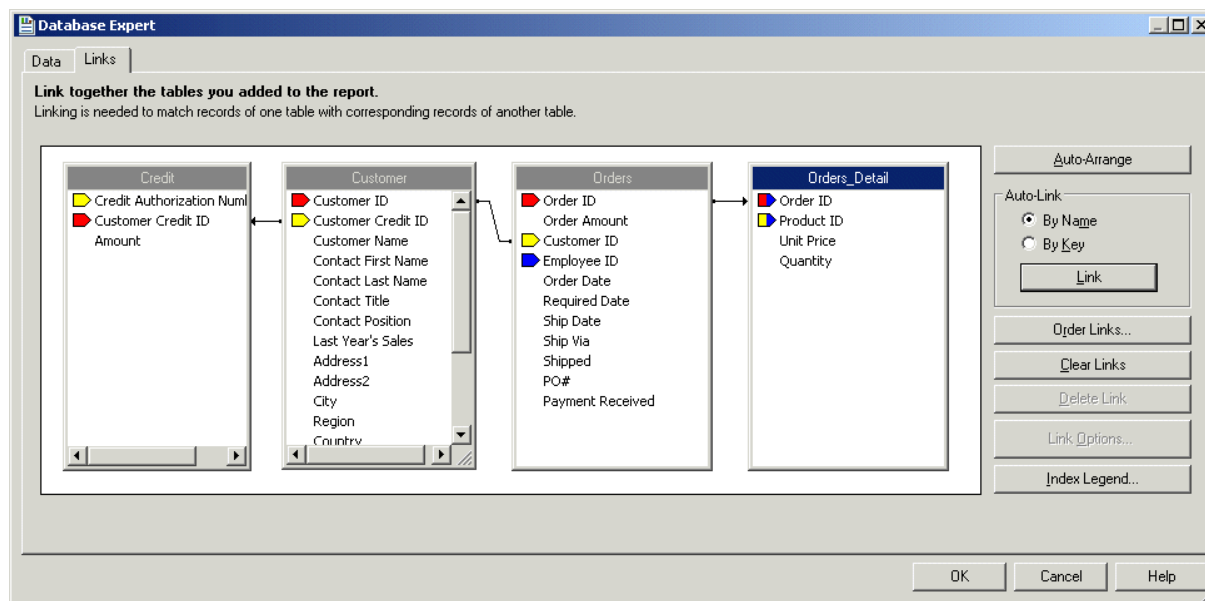 Database Expert
Data
Links
Link together the tables you added to the report.
Linking is needed to match records of one table with corresponding records of another table.
Credit
Credit Authorization Num
Customer Credit ID
Amount
Customer
Customer ID
Customer Credit ID
Customer Name
Contact First Name
Contact Last Name
Contact Title
Contact Position
Last Year's Sales
Address1
Address2
City
Region
Country
Orders
Order ID
Order Amount
Customer ID
Employee ID
Order Date
Required Date
Ship Date
Ship Via
Shipped
PO#
Payment Received
Orders_Detail
Order ID
Product ID
Unit Price
Quantity
Auto-Arrange
Auto-Link
By Name
By Key
Link
Order Links...
Clear Links
Delete Link
Link Options...
Index Legend...
OK
Cancel
Help